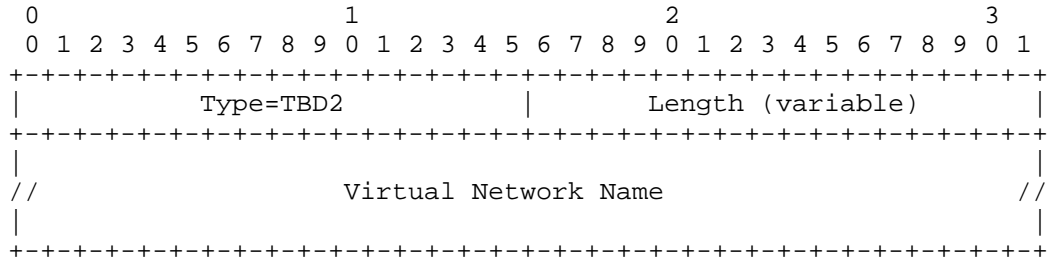 0                   1                   2                   3
 0 1 2 3 4 5 6 7 8 9 0 1 2 3 4 5 6 7 8 9 0 1 2 3 4 5 6 7 8 9 0 1
+-+-+-+-+-+-+-+-+-+-+-+-+-+-+-+-+-+-+-+-+-+-+-+-+-+-+-+-+-+-+-+-+
|           Type=TBD2           |       Length (variable)       |
+-+-+-+-+-+-+-+-+-+-+-+-+-+-+-+-+-+-+-+-+-+-+-+-+-+-+-+-+-+-+-+-+
|                                                               |
//                   Virtual Network Name                      //
|                                                               |
+-+-+-+-+-+-+-+-+-+-+-+-+-+-+-+-+-+-+-+-+-+-+-+-+-+-+-+-+-+-+-+-+